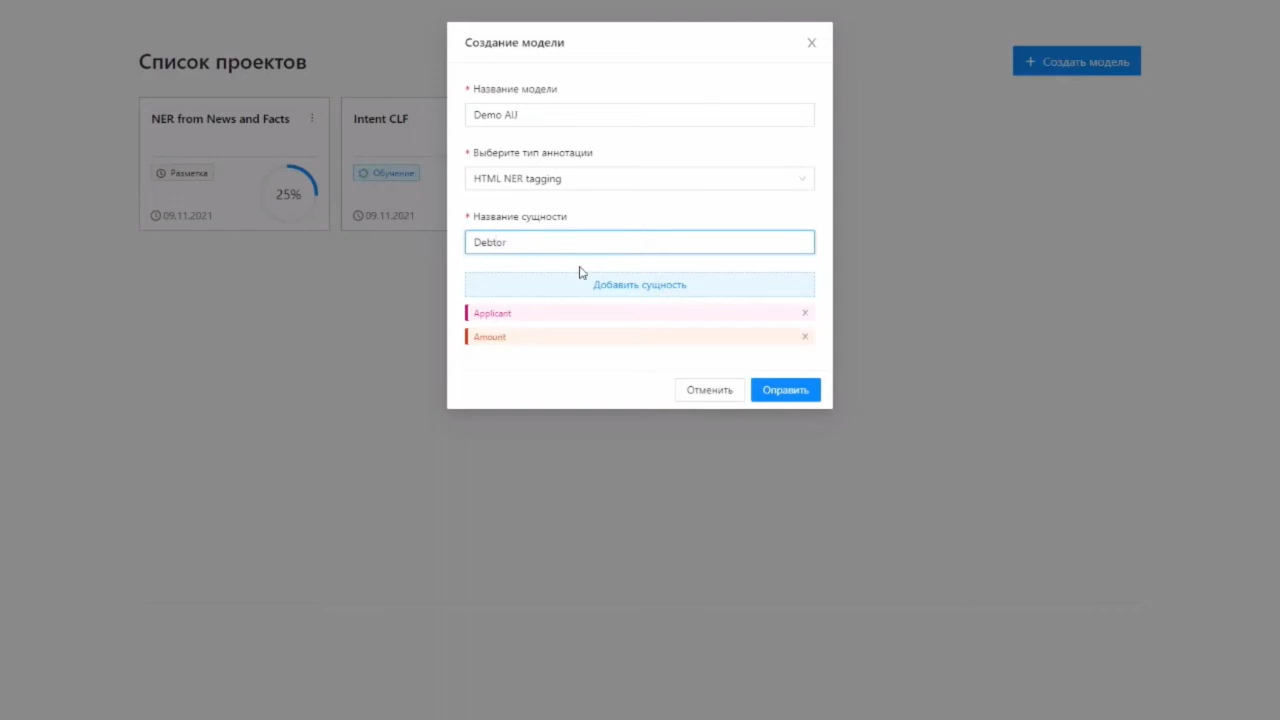 Создание модели
* Название модели
Demo AIJ
* Выберите тип аннотации
HTML NER tagging
* Название сущности
Debtor
Добавить сущность
Applicant
Amount
Отменить
Оправить
Список проектов
+ Создать модель
NER from News and Facts
Разметка
25%
09.11.2021
Intent CLF
Обучение
09.11.2021